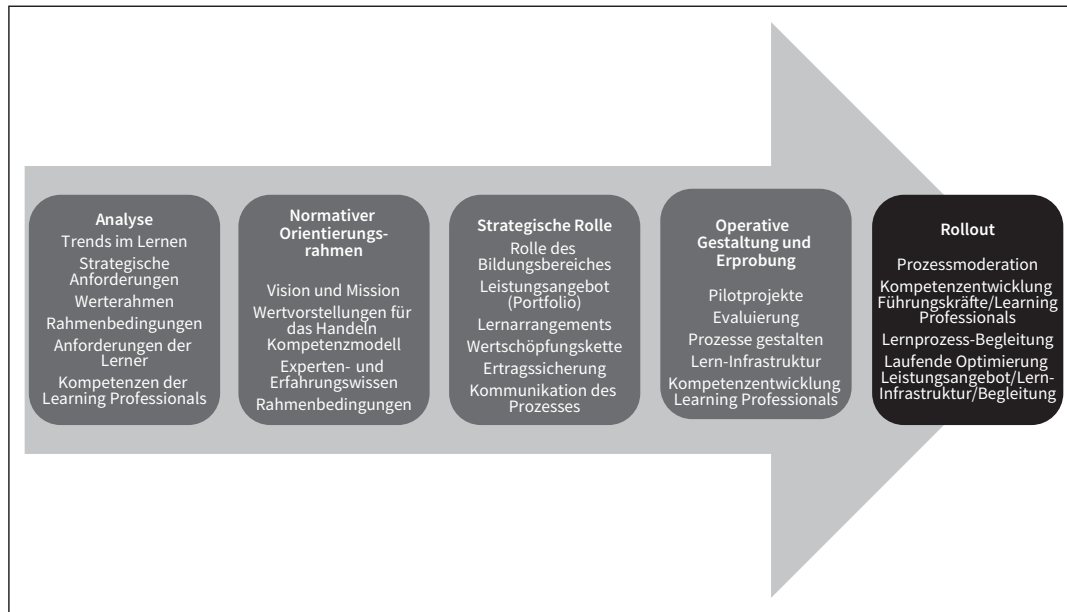 Analyse
Trends im Lernen
Strategische
Anforderungen
Werterahmen
Rahmenbedingungen
Anforderungen der
Lerner
Kompetenzen der
Learning Professionals
Normativer
Orientierungs-
rahmen
Vision und Mission
Wertvorstellungen für
das Handeln
Kompetenzmodell
Experten- und
Erfahrungswissen
Rahmenbedingungen
Strategische Rolle
Rolle des
Bildungsbereiches
Leistungsangebot
(Portfolio)
Lernarrangements
Wertschöpfungskette
Ertragssicherung
Kommunikation des
Prozesses
Operative
Gestaltung und
Erprobung
Pilotprojekte
Evaluierung
Prozesse gestalten
Lern-Infrastruktur
Kompetenzentwicklung
Learning Professionals
Rollout
Prozessmoderation
Kompetenzentwicklung
Führungskräfte/Learning
Professionals
Lernprozess-Begleitung
Laufende Optimierung
Leistungsangebot/Lern-
Infrastruktur/Begleitung